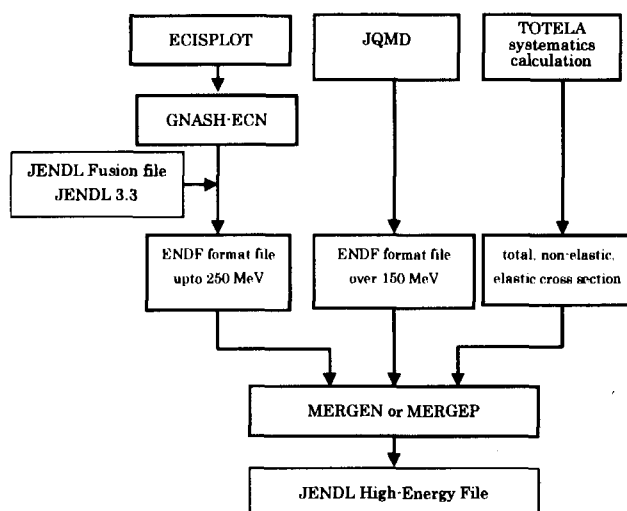 ECISPLOT
JQMD
TOTELA
systematics
calculation
GNASH-ECN
JENDL Fusion file
JENDL 3.3
ENDF format file
upto 250 MeV
ENDF format file
over 150 MeV
total, non-elastic,
elastic cross section
MERGEN or MERGEP
JENDL High-Energy File